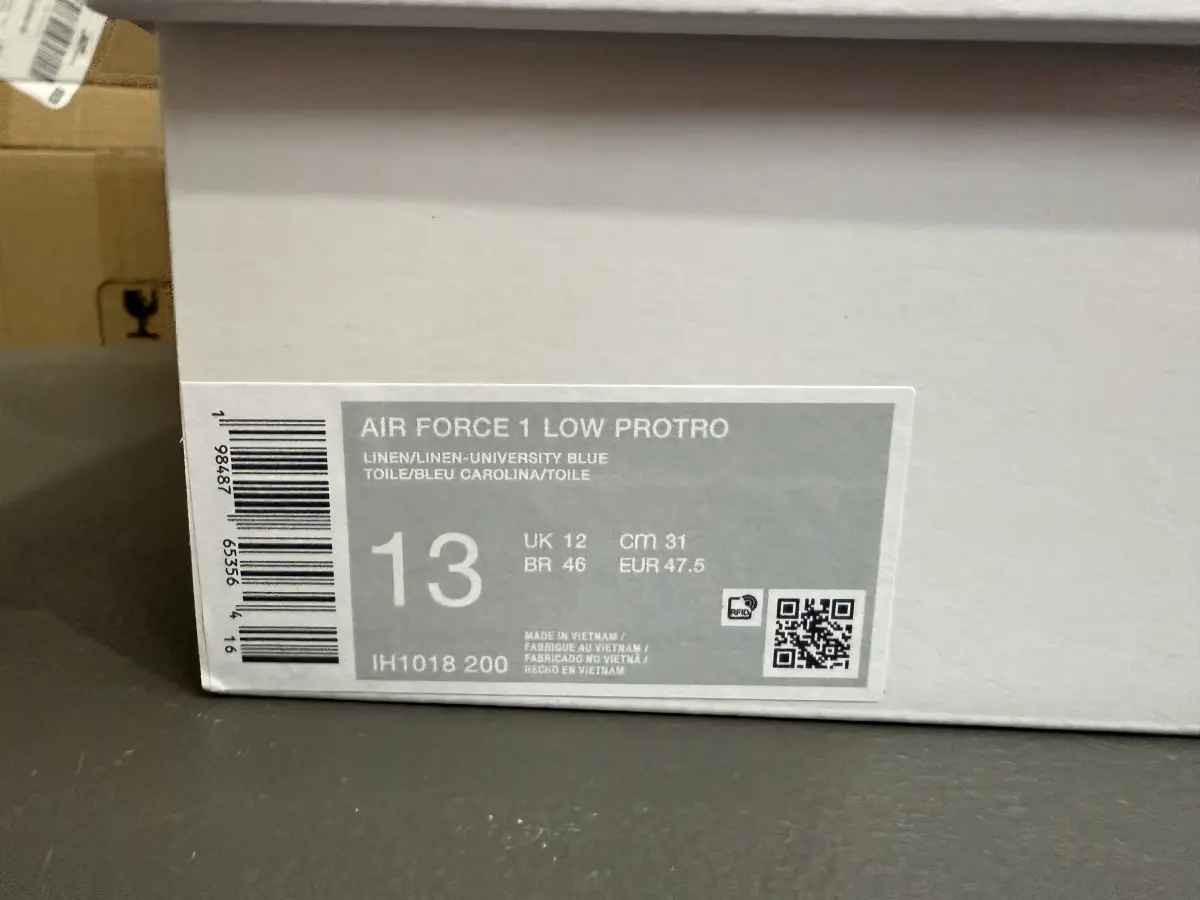 AIR FORCE 1 LOW PROTRO
LINEN/LINEN-UNIVERSITY BLUE
TOILE/BLEU CAROLINA/TOILE
13
UK 12 cm 31
BR 46 EUR 47.5
RFID
MADE IN VIETNAM /
FABRIQUE AU VIETNAM /
FABRICADO NO VIETNÃ /
HECHO EN VIETNAM
IH1018 200
1 98487 65356 4 16